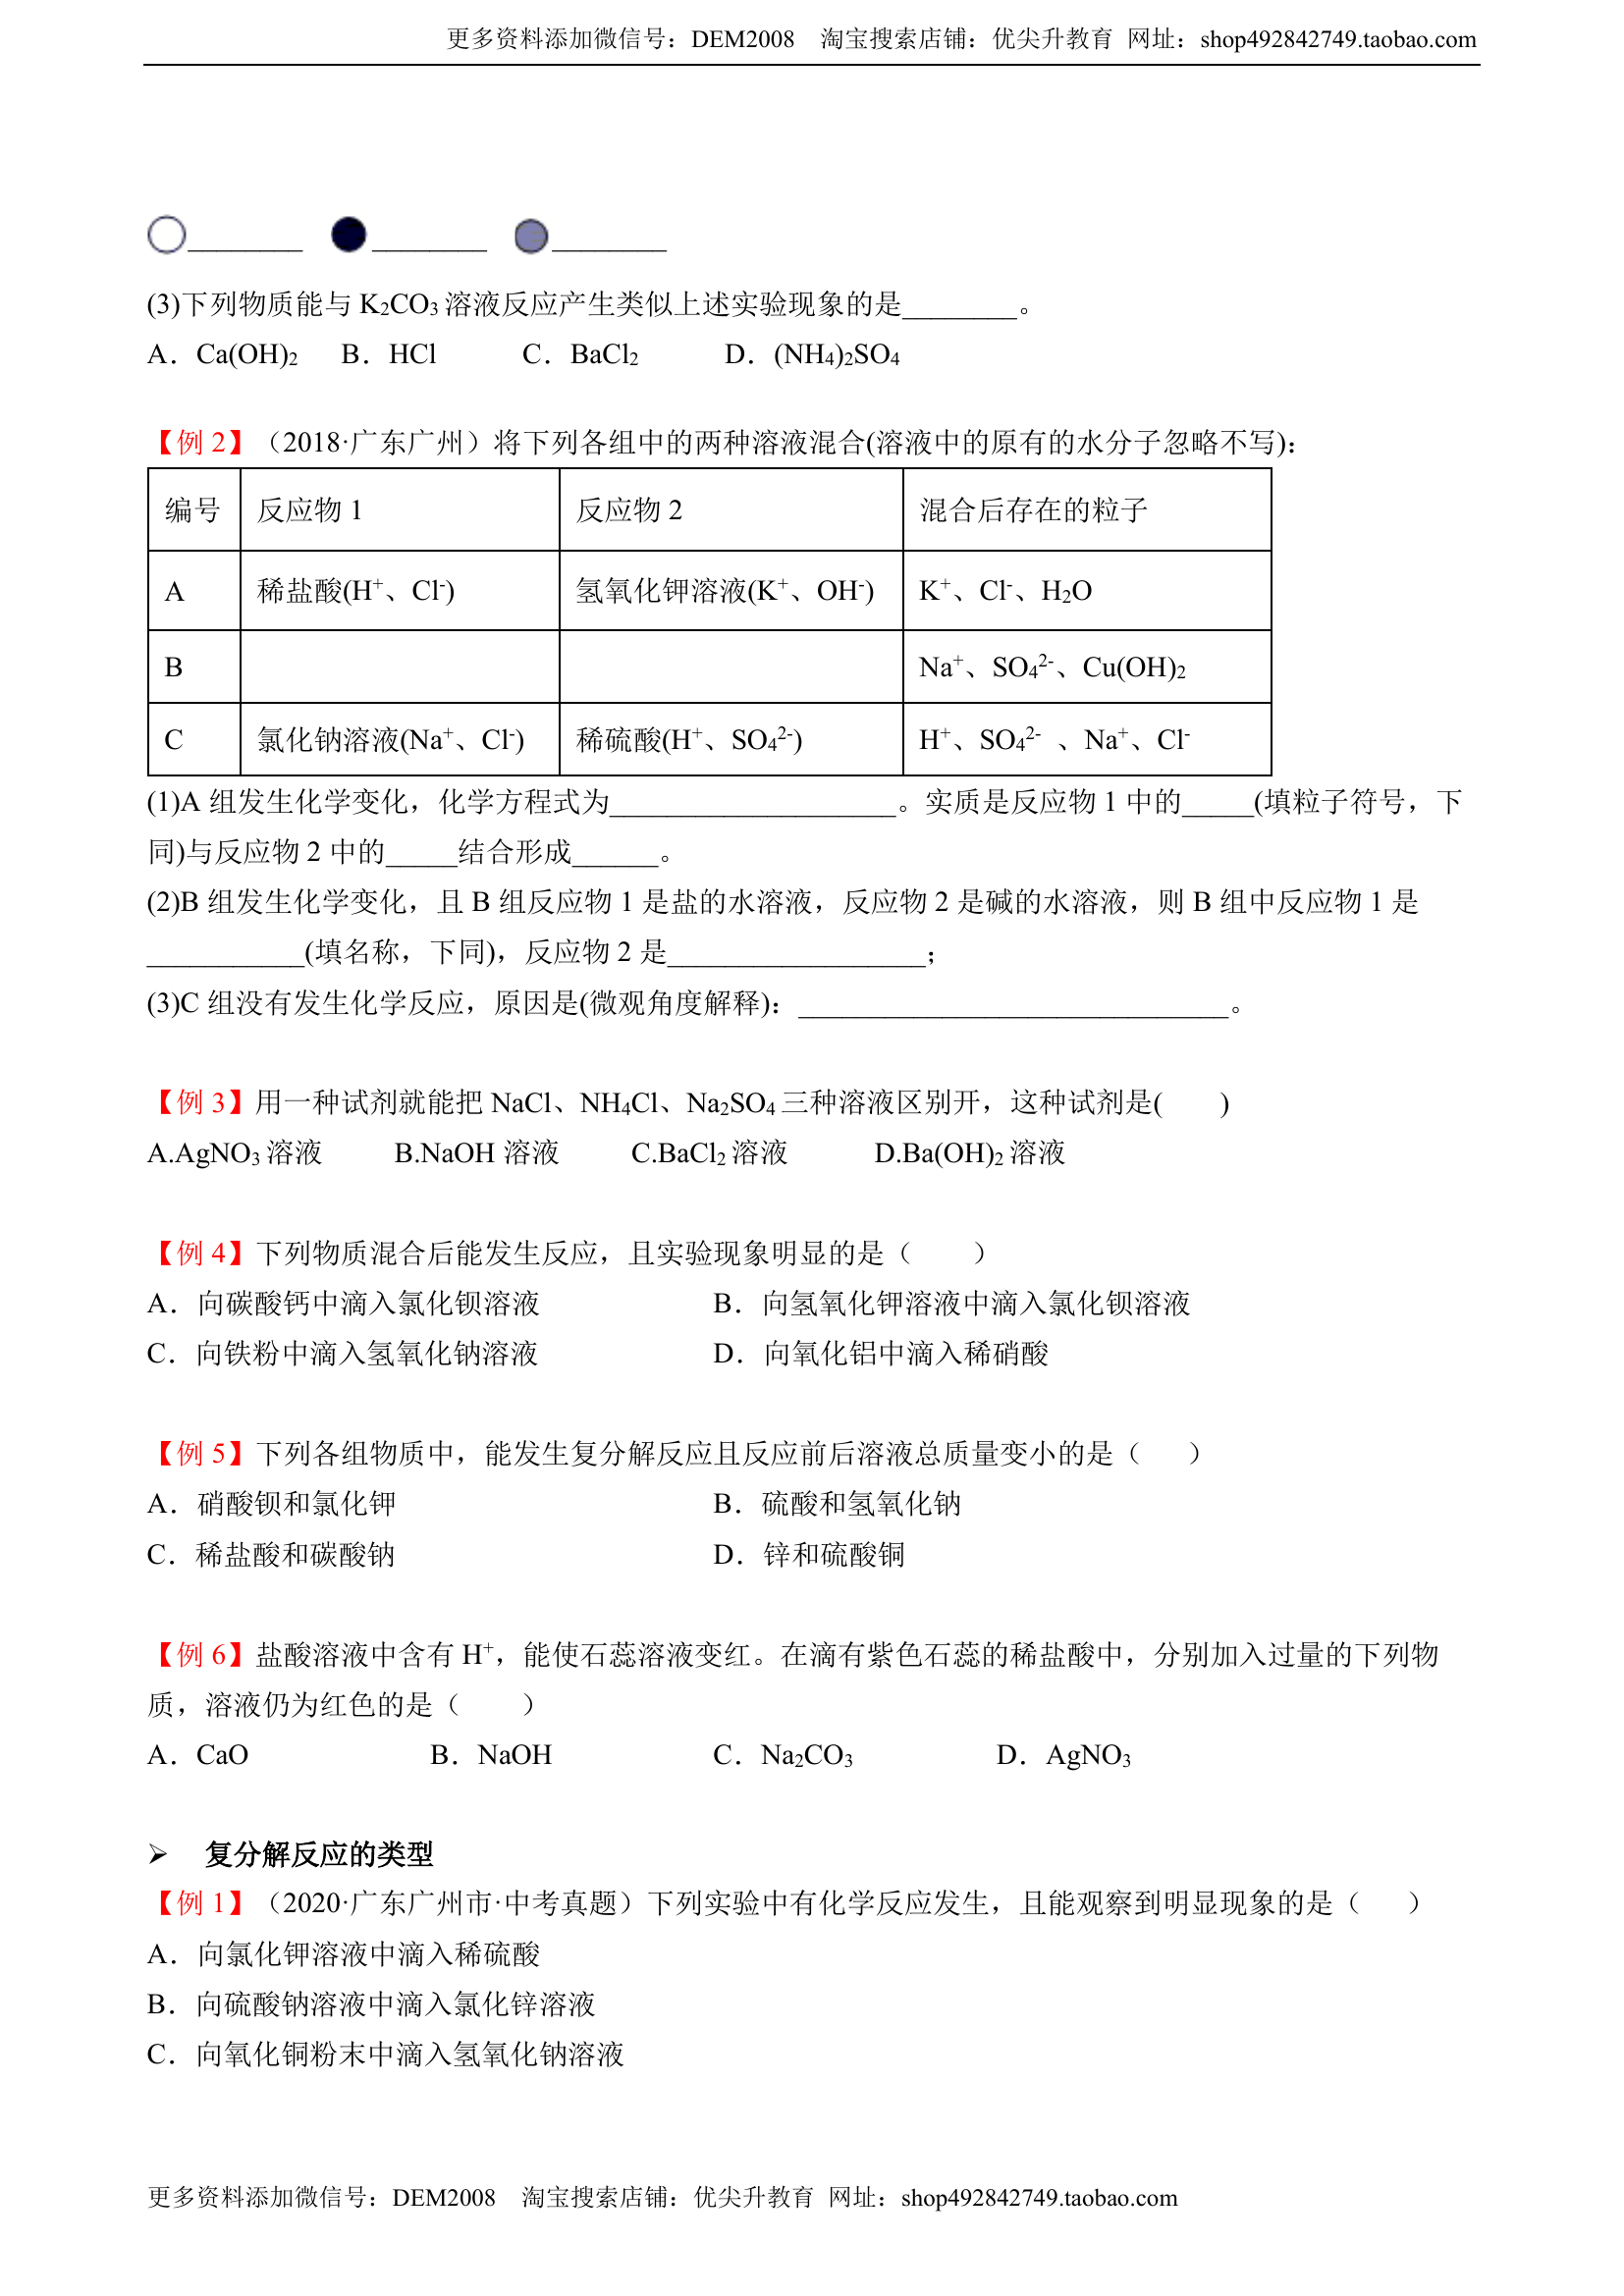 更多资料添加微信号：DEM2008 淘宝搜索店铺：优尖升教育 网址：shop492842749.taobao.com
________ ________ ________
(3)下列物质能与 K₂CO₃ 溶液反应产生类似上述实验现象的是________。
A．Ca(OH)₂ B．HCl C．BaCl₂ D．(NH₄)₂SO₄
【例 2】（2018·广东广州）将下列各组中的两种溶液混合(溶液中的原有的水分子忽略不写)：
编号 反应物 1 反应物 2 混合后存在的粒子
A 稀盐酸(H⁺、Cl⁻) 氢氧化钾溶液(K⁺、OH⁻) K⁺、Cl⁻、H₂O
B Na⁺、SO₄²⁻、Cu(OH)₂
C 氯化钠溶液(Na⁺、Cl⁻) 稀硫酸(H⁺、SO₄²⁻) H⁺、SO₄²⁻ 、Na⁺、Cl⁻
(1)A 组发生化学变化，化学方程式为____________________。实质是反应物 1 中的_____(填粒子符号，下
同)与反应物 2 中的_____结合形成______。
(2)B 组发生化学变化，且 B 组反应物 1 是盐的水溶液，反应物 2 是碱的水溶液，则 B 组中反应物 1 是
___________(填名称，下同)，反应物 2 是__________________；
(3)C 组没有发生化学反应，原因是(微观角度解释)：______________________________。
【例 3】用一种试剂就能把 NaCl、NH₄Cl、Na₂SO₄ 三种溶液区别开，这种试剂是( )
A.AgNO₃ 溶液 B.NaOH 溶液 C.BaCl₂ 溶液 D.Ba(OH)₂ 溶液
【例 4】下列物质混合后能发生反应，且实验现象明显的是（ ）
A．向碳酸钙中滴入氯化钡溶液 B．向氢氧化钾溶液中滴入氯化钡溶液
C．向铁粉中滴入氢氧化钠溶液 D．向氧化铝中滴入稀硝酸
【例 5】下列各组物质中，能发生复分解反应且反应前后溶液总质量变小的是（ ）
A．硝酸钡和氯化钾 B．硫酸和氢氧化钠
C．稀盐酸和碳酸钠 D．锌和硫酸铜
【例 6】盐酸溶液中含有 H⁺，能使石蕊溶液变红。在滴有紫色石蕊的稀盐酸中，分别加入过量的下列物
质，溶液仍为红色的是（ ）
A．CaO B．NaOH C．Na₂CO₃ D．AgNO₃
➢ 复分解反应的类型
【例 1】（2020·广东广州市·中考真题）下列实验中有化学反应发生，且能观察到明显现象的是（ ）
A．向氯化钾溶液中滴入稀硫酸
B．向硫酸钠溶液中滴入氯化锌溶液
C．向氧化铜粉末中滴入氢氧化钠溶液
更多资料添加微信号：DEM2008 淘宝搜索店铺：优尖升教育 网址：shop492842749.taobao.com